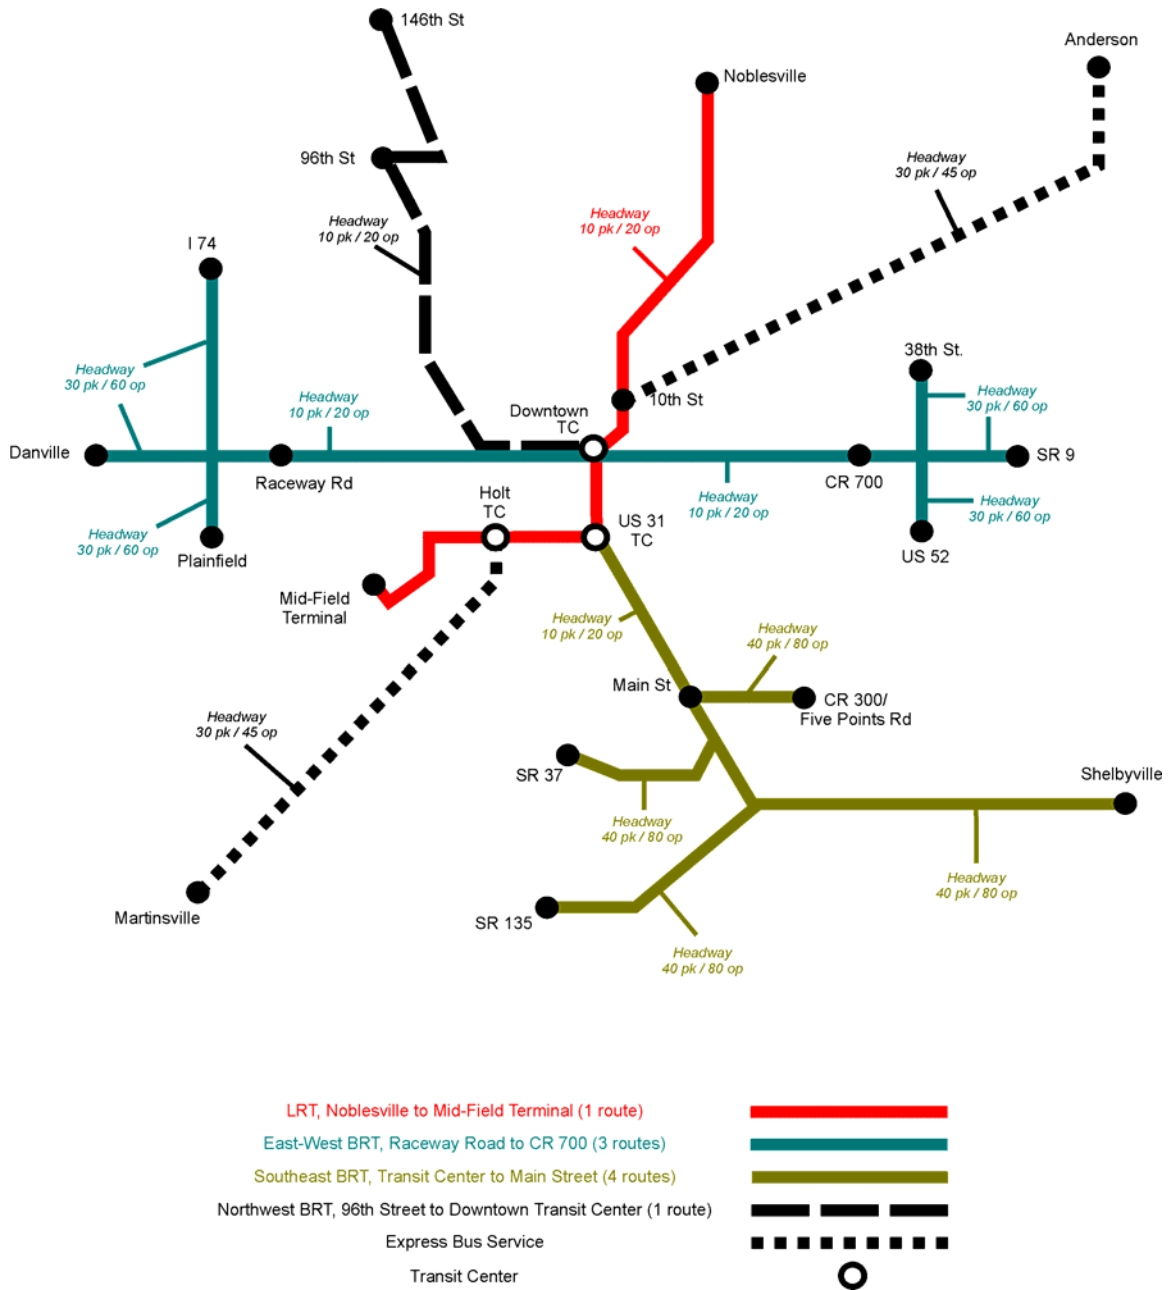 146th St
Anderson
Noblesville
96th St
Headway
30 pk / 45 op
Headway
10 pk / 20 op
Headway
10 pk / 20 op
I 74
38th St.
Headway
30 pk / 60 op
Headway
10 pk / 20 op
Headway
30 pk / 60 op
10th St
Downtown
TC
Danville
Raceway Rd
CR 700
SR 9
Holt
TC
Headway
10 pk / 20 op
Headway
30 pk / 60 op
Headway
30 pk / 60 op
US 31
TC
Plainfield
US 52
Mid-Field
Terminal
Headway
10 pk / 20 op
Headway
40 pk / 80 op
Main St
CR 300/
Five Points Rd
Headway
30 pk / 45 op
SR 37
Shelbyville
Headway
40 pk / 80 op
Headway
40 pk / 80 op
Martinsville
SR 135
Headway
40 pk / 80 op
LRT, Noblesville to Mid-Field Terminal (1 route)
East-West BRT, Raceway Road to CR 700 (3 routes)
Southeast BRT, Transit Center to Main Street (4 routes)
Northwest BRT, 96th Street to Downtown Transit Center (1 route)
Express Bus Service
Transit Center